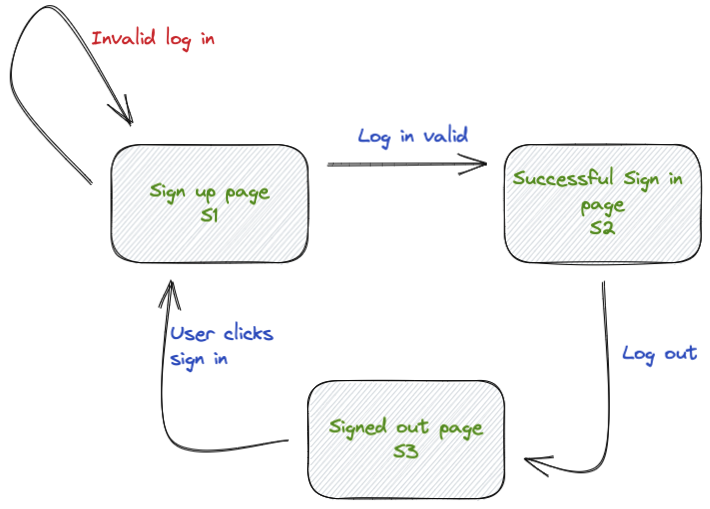 Invalid log in
Log in valid
Sign up page
S1
Successful Sign in
page
S2
User clicks
sign in
Log out
Signed out page
S3